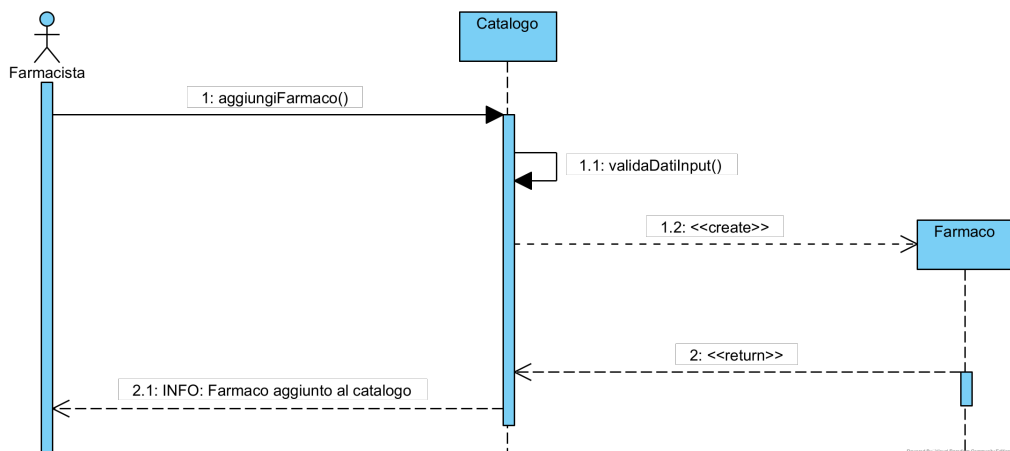 Catalogo
Farmacista
1: aggiungiFarmaco()
1.1: validaDatiInput()
1.2: <<create>>
Farmaco
2: <<return>>
2.1: INFO: Farmaco aggiunto al catalogo